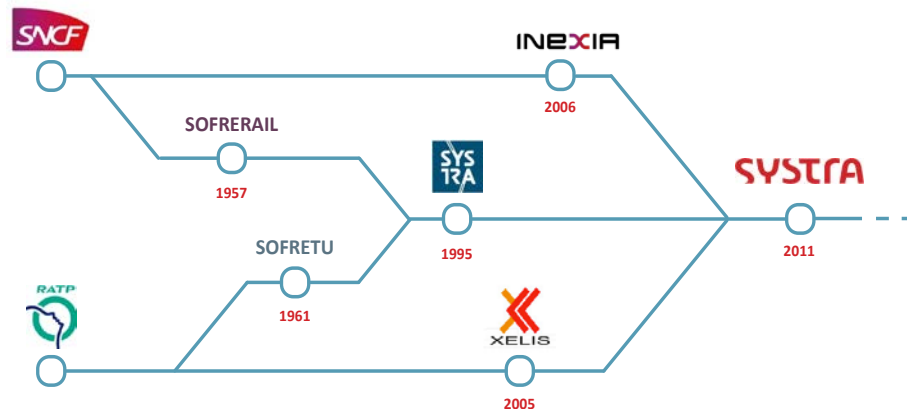 SNCF
INEXIA
2006
SOFRERAIL
1957
SYS
TRA
1995
SYSTRA
2011
SOFRETU
1961
RATP
XELIS
2005